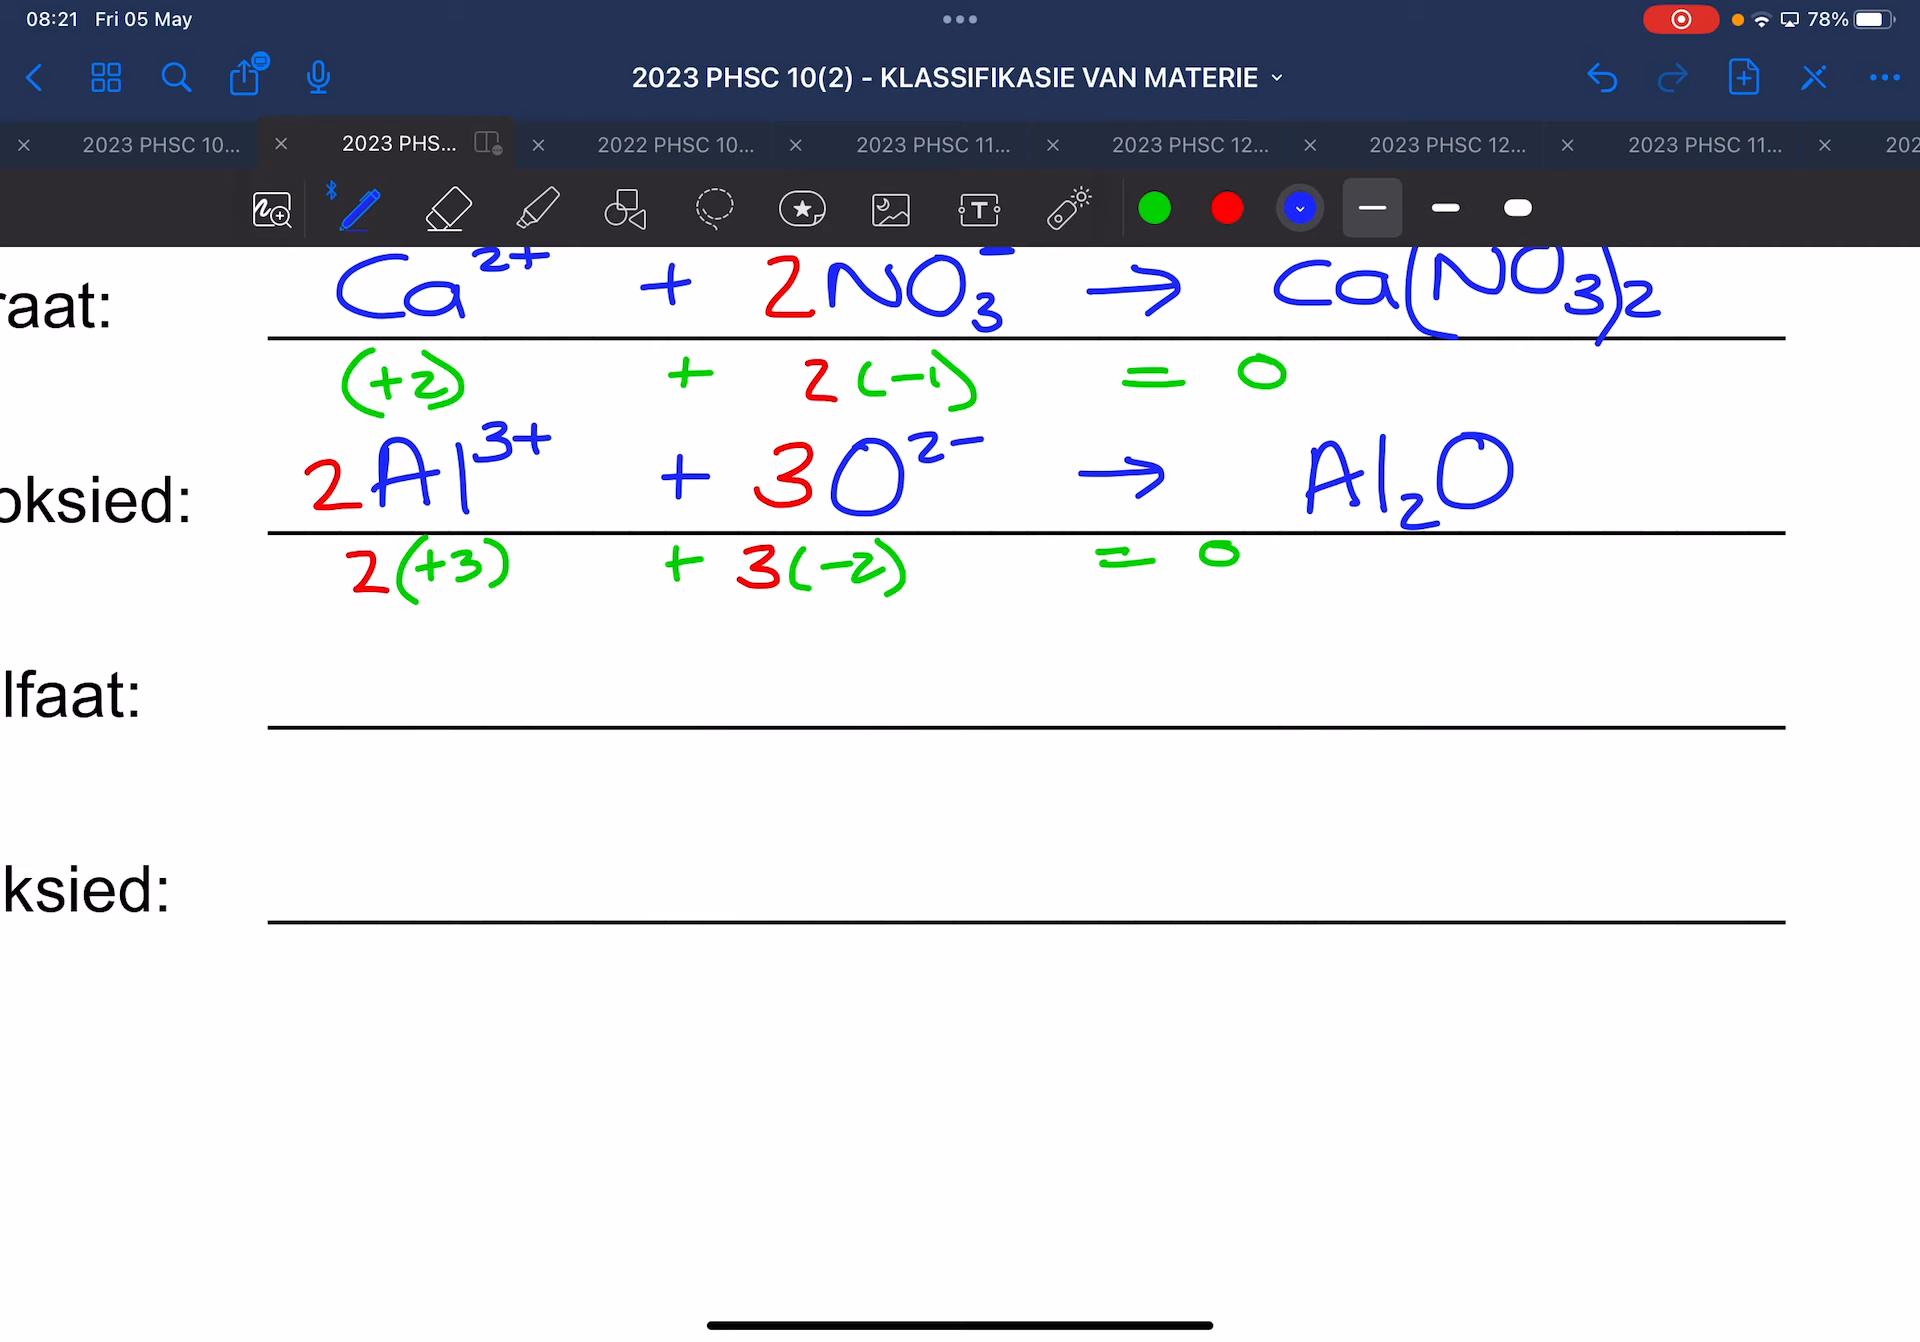 08:21 Fri 05 May
78%
2023 PHSC 10(2) - KLASSIFIKASIE VAN MATERIE
2023 PHSC 10... 2023 PHS... 2022 PHSC 10... 2023 PHSC 11... 2023 PHSC 12... 2023 PHSC 12... 2023 PHSC 11... 202
raat: Ca²⁺ + 2NO₃⁻ → Ca(NO₃)₂
(+2) + 2(-1) = 0
oksied: 2Al³⁺ + 3O²⁻ → Al₂O
2(+3) + 3(-2) = 0
lfaat:
ksied: